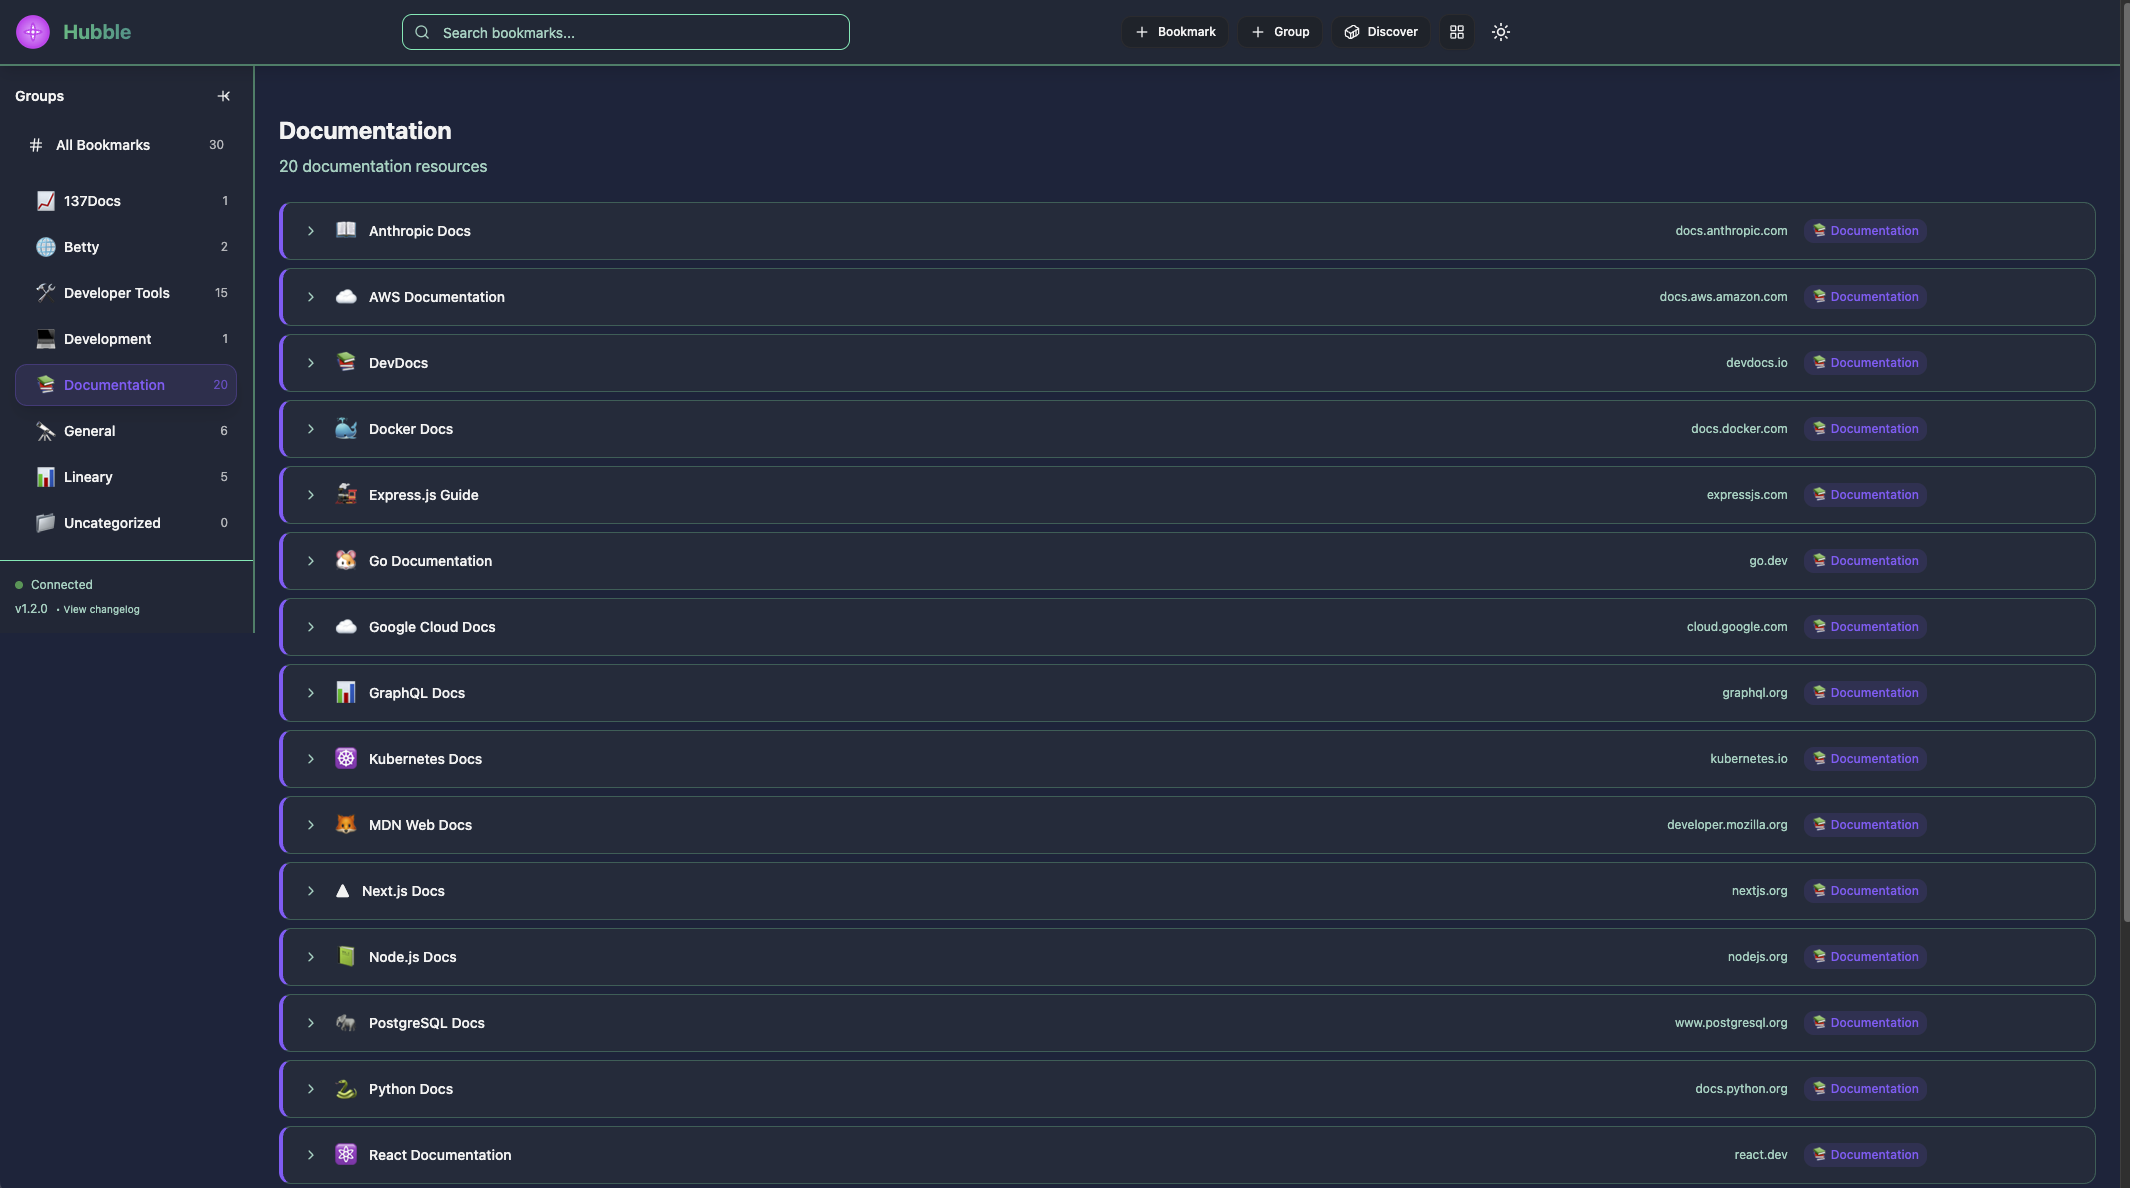 Hubble
Search bookmarks...
Bookmark
Group
Discover
Groups
# All Bookmarks 30
137Docs 1
Betty 2
Developer Tools 15
Development 1
Documentation 20
General 6
Lineary 5
Uncategorized 0
Connected
v1.2.0 • View changelog
Documentation
20 documentation resources
Anthropic Docs docs.anthropic.com Documentation
AWS Documentation docs.aws.amazon.com Documentation
DevDocs devdocs.io Documentation
Docker Docs docs.docker.com Documentation
Express.js Guide expressjs.com Documentation
Go Documentation go.dev Documentation
Google Cloud Docs cloud.google.com Documentation
GraphQL Docs graphql.org Documentation
Kubernetes Docs kubernetes.io Documentation
MDN Web Docs developer.mozilla.org Documentation
Next.js Docs nextjs.org Documentation
Node.js Docs nodejs.org Documentation
PostgreSQL Docs www.postgresql.org Documentation
Python Docs docs.python.org Documentation
React Documentation react.dev Documentation